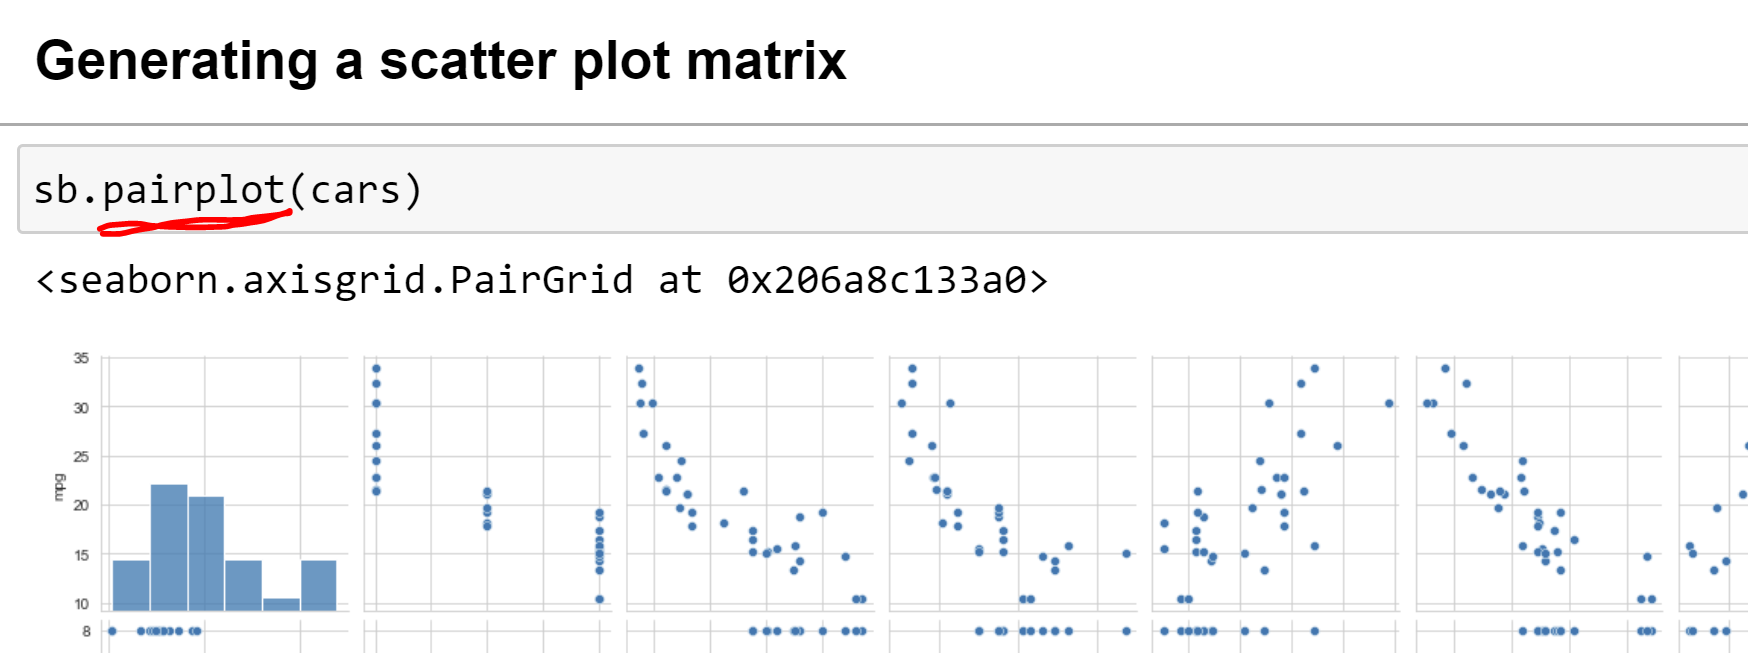 Generating a scatter plot matrix
sb.pairplot(cars)
<seaborn.axisgrid.PairGrid at 0x206a8c133a0>
35
30
25
20
15
10
mpg
8